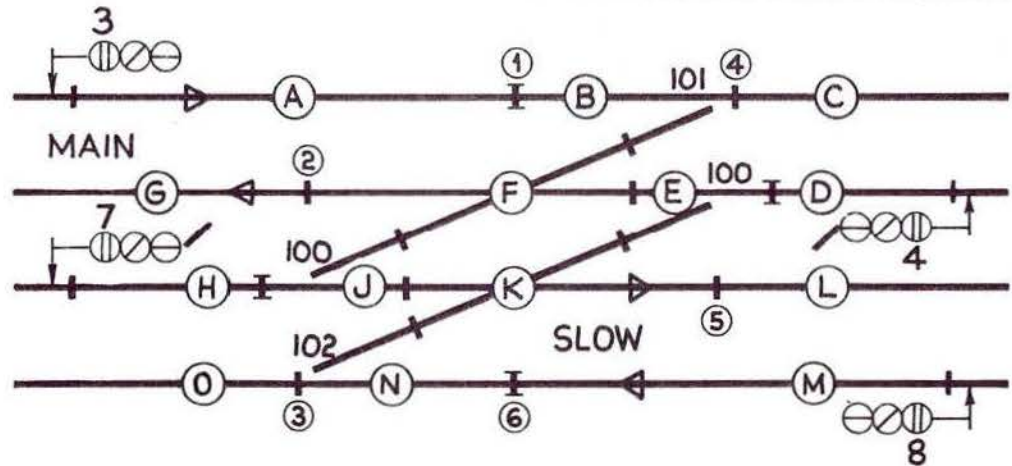 3
① 101 ④
A B C
MAIN
② 100
G F E D
7 100 4
H J K L
102 SLOW ⑤
O N M
③ ⑥
8